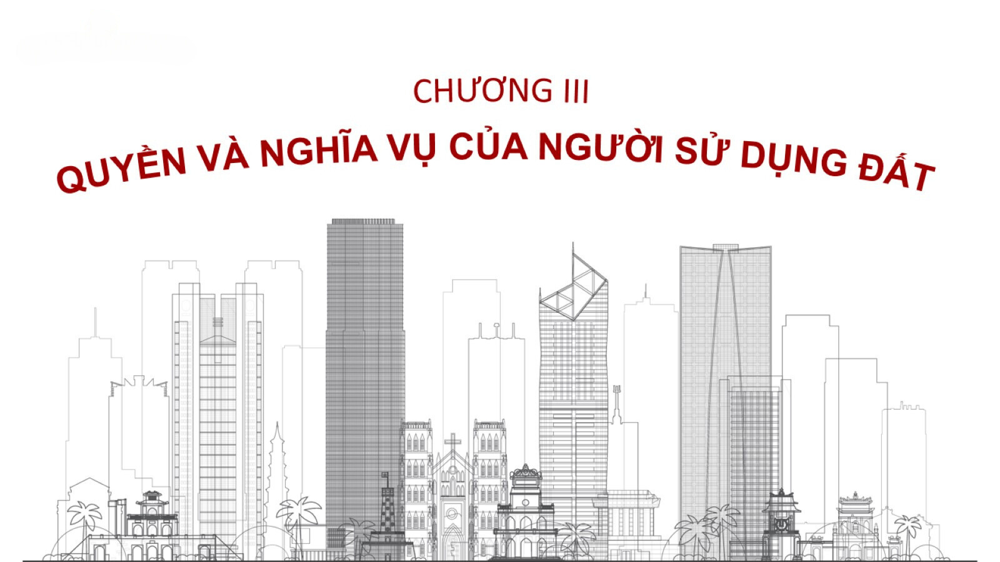 CHƯƠNG III
QUYỀN VÀ NGHĨA VỤ CỦA NGƯỜI SỬ DỤNG ĐẤT